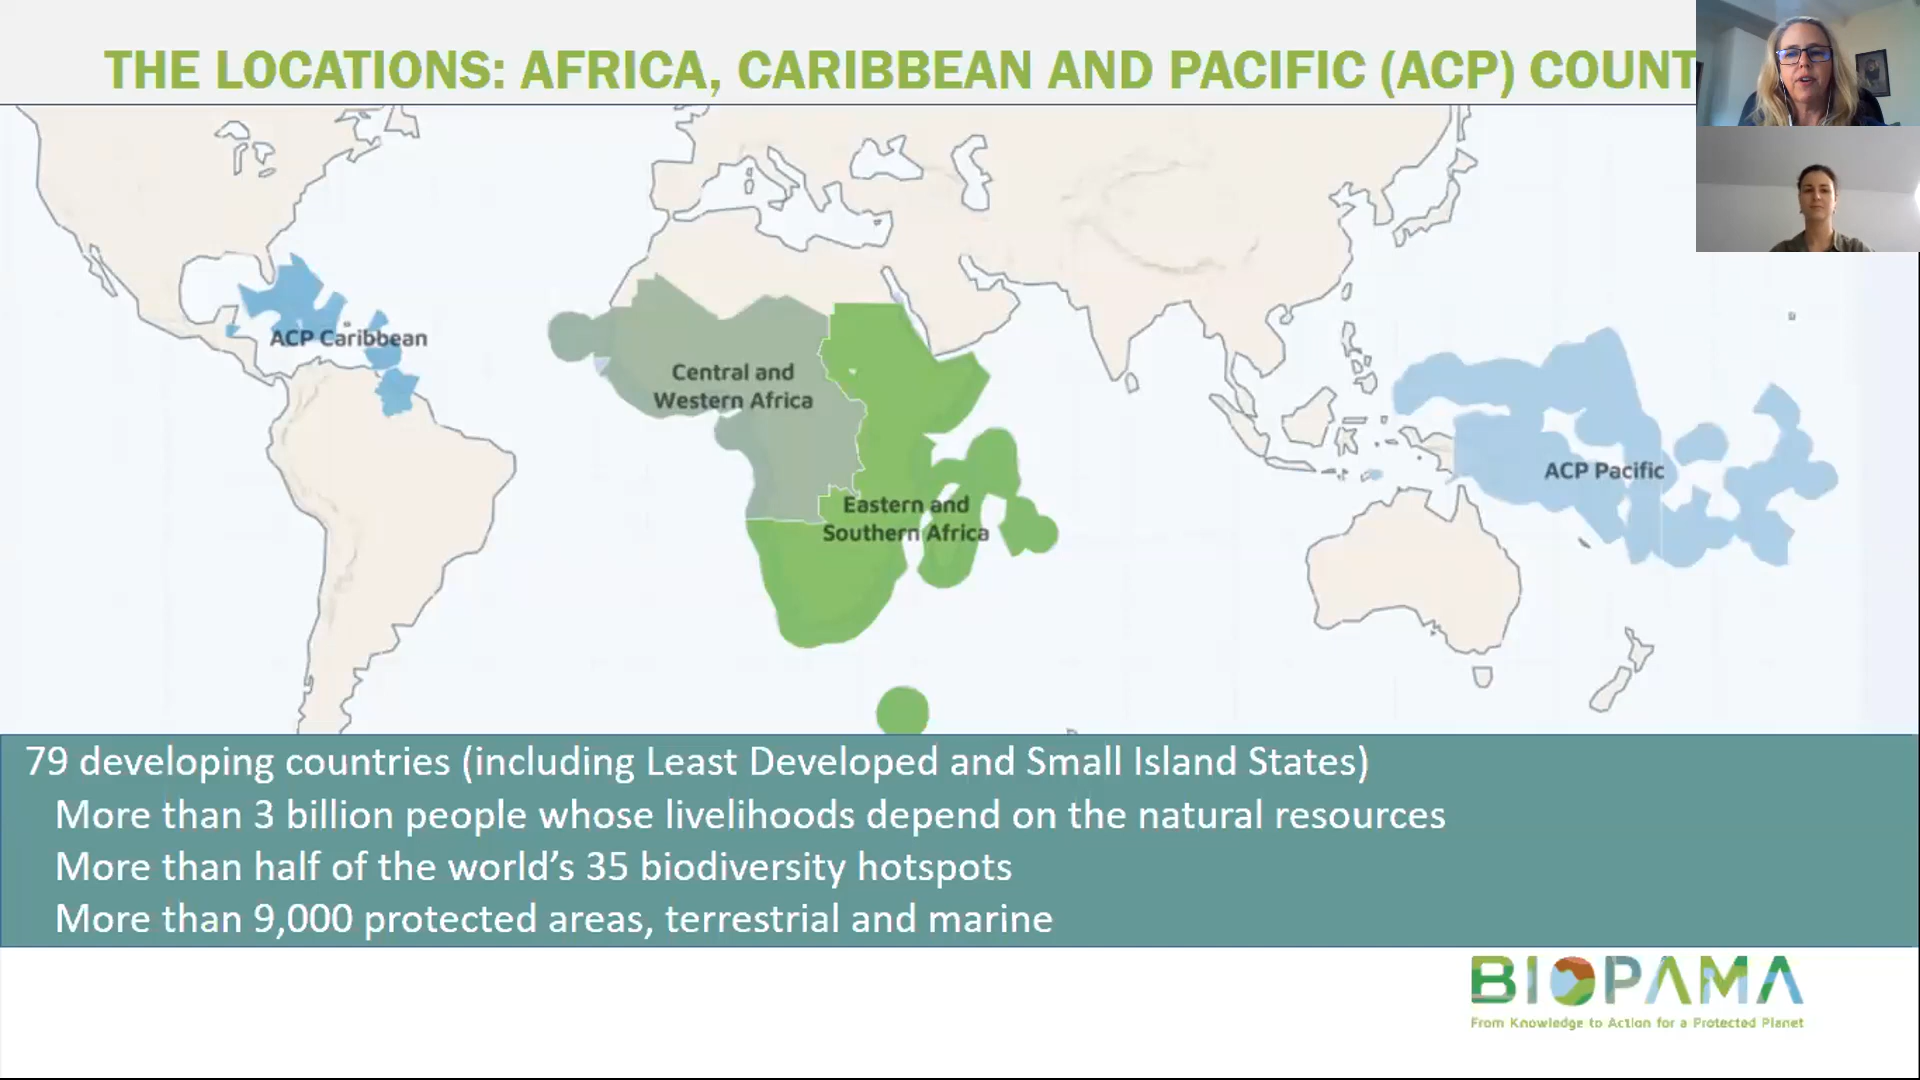 THE LOCATIONS: AFRICA, CARIBBEAN AND PACIFIC (ACP) COUNT
ACP Caribbean
Central and
Western Africa
Eastern and
Southern Africa
ACP Pacific
79 developing countries (including Least Developed and Small Island States)
More than 3 billion people whose livelihoods depend on the natural resources
More than half of the world’s 35 biodiversity hotspots
More than 9,000 protected areas, terrestrial and marine
BIOPAMA
From Knowledge to Action for a Protected Planet